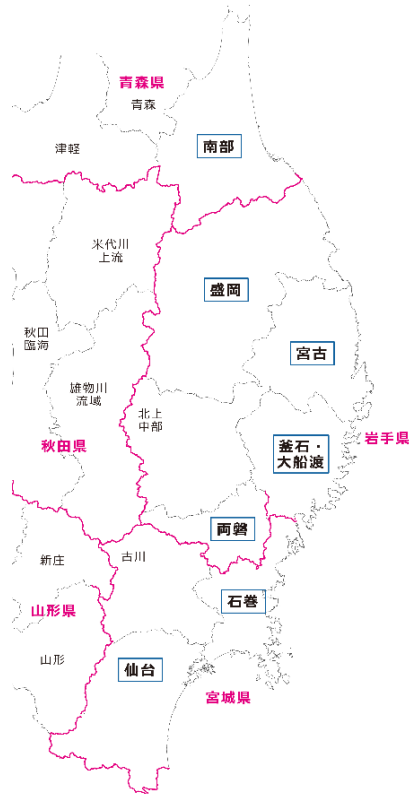 青森県
青森
津軽
南部
米代川
上流
盛岡
秋田
臨海
宮古
雄物川
流域
北上
中部
秋田県
釜石・
大船渡
岩手県
両磐
新庄
古川
石巻
山形県
山形
仙台
宮城県